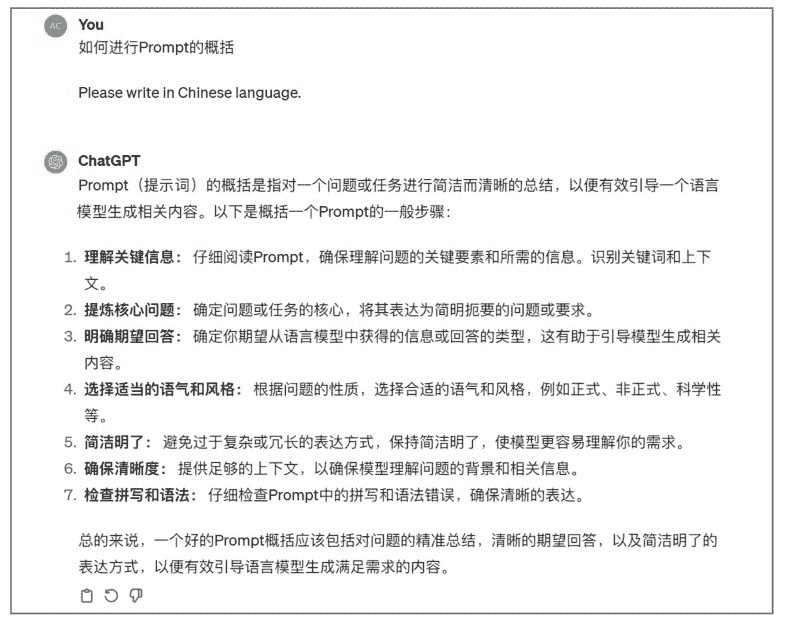 AC
You
如何进行Prompt的概括
Please write in Chinese language.
ChatGPT
Prompt（提示词）的概括是指对一个问题或任务进行简洁而清晰的总结，以便有效引导一个语言
模型生成相关内容。以下是概括一个Prompt的一般步骤：
1. 理解关键信息： 仔细阅读Prompt，确保理解问题的关键要素和所需的信息。识别关键词和上下
文。
2. 提炼核心问题： 确定问题或任务的核心，将其表达为简明扼要的问题或要求。
3. 明确期望回答： 确定你期望从语言模型中获得的信息或回答的类型，这有助于引导模型生成相关
内容。
4. 选择适当的语气和风格： 根据问题的性质，选择合适的语气和风格，例如正式、非正式、科学性
等。
5. 简洁明了： 避免过于复杂或冗长的表达方式，保持简洁明了，使模型更容易理解你的需求。
6. 确保清晰度： 提供足够的上下文，以确保模型理解问题的背景和相关信息。
7. 检查拼写和语法： 仔细检查Prompt中的拼写和语法错误，确保清晰的表达。
总的来说，一个好的Prompt概括应该包括对问题的精准总结，清晰的期望回答，以及简洁明了的
表达方式，以便有效引导语言模型生成满足需求的内容。